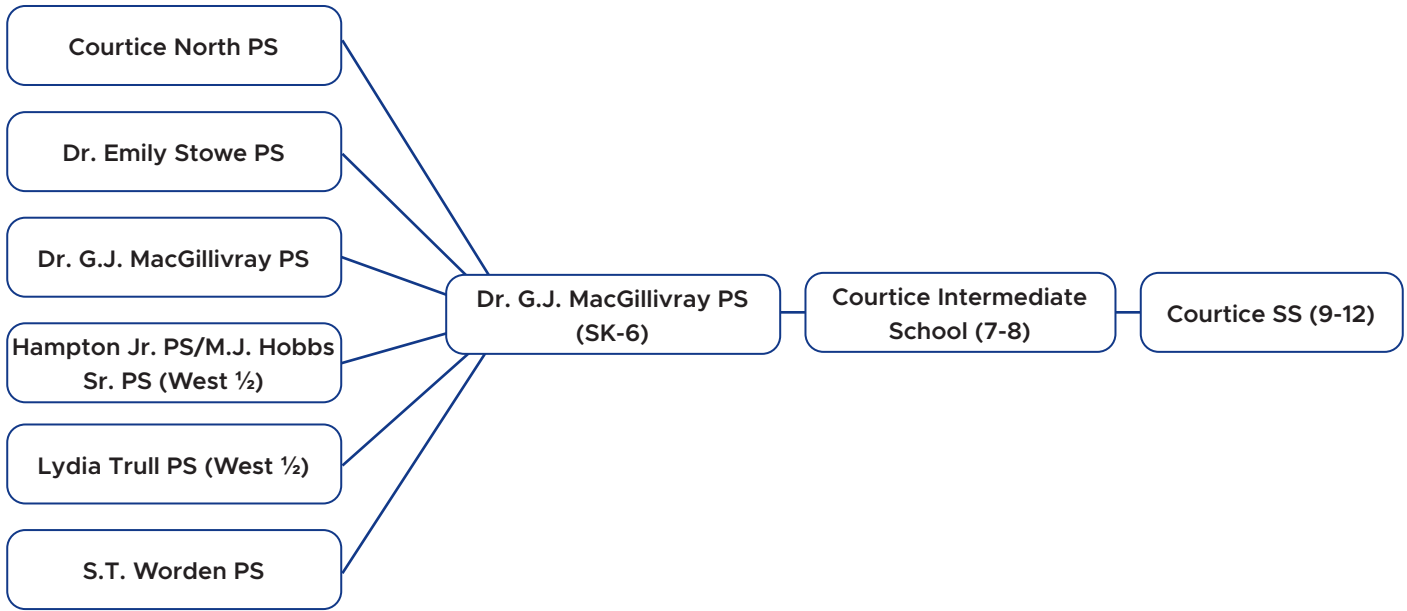 Courtice North PS
Dr. Emily Stowe PS
Dr. G.J. MacGillivray PS
Hampton Jr. PS/M.J. Hobbs
Sr. PS (West ½)
Lydia Trull PS (West ½)
S.T. Worden PS
Dr. G.J. MacGillivray PS
(SK-6)
Courtice Intermediate
School (7-8)
Courtice SS (9-12)